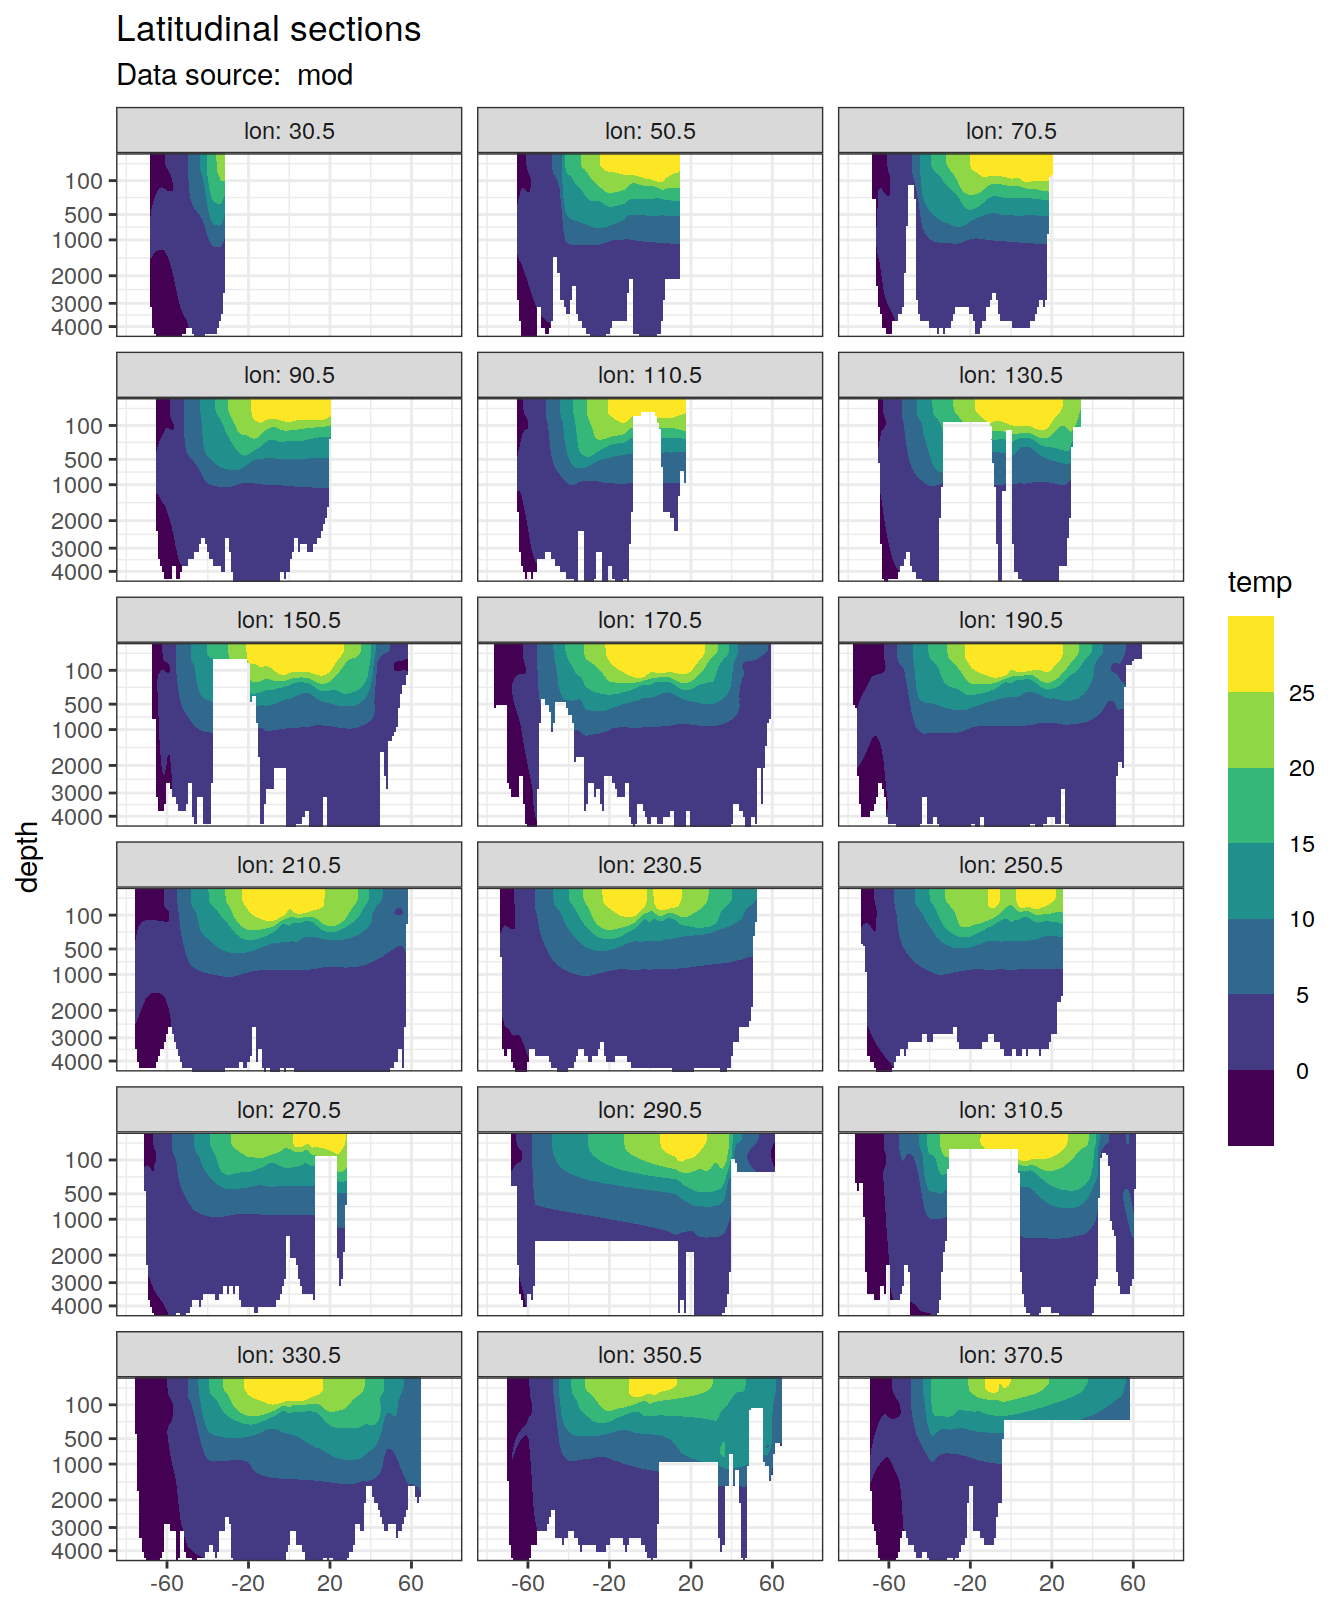 Latitudinal sections
Data source:  mod
lon: 30.5
lon: 50.5
lon: 70.5
100
500
1000
2000
3000
4000
lon: 90.5
lon: 110.5
lon: 130.5
100
500
1000
2000
3000
4000
lon: 150.5
lon: 170.5
lon: 190.5
100
500
1000
2000
3000
4000
lon: 210.5
lon: 230.5
lon: 250.5
100
500
1000
2000
3000
4000
lon: 270.5
lon: 290.5
lon: 310.5
100
500
1000
2000
3000
4000
lon: 330.5
lon: 350.5
lon: 370.5
100
500
1000
2000
3000
4000
-60 -20 20 60
-60 -20 20 60
-60 -20 20 60
depth
temp
25
20
15
10
5
0